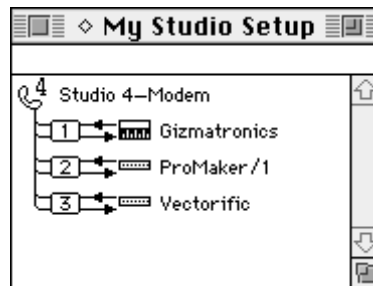 ◇ My Studio Setup
4 Studio 4–Modem
1 Gizmatronics
2 ProMaker/1
3 Vectorific